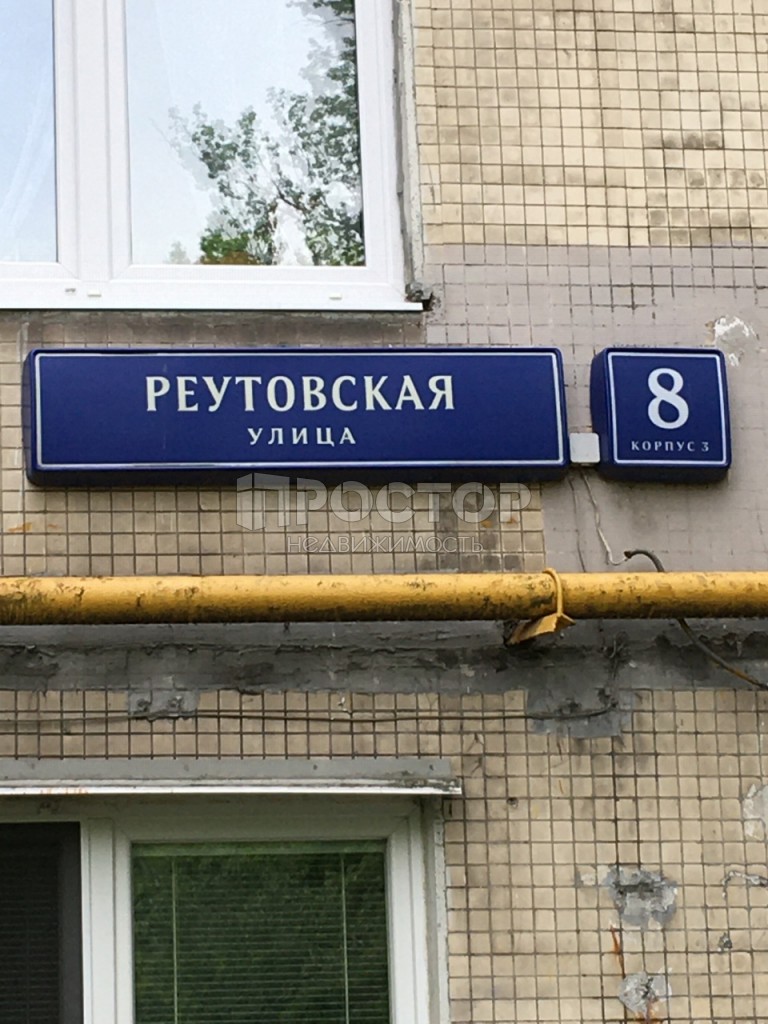 РЕУТОВСКАЯ
УЛИЦА
8
КОРПУС 3
ПРОСТОР
недвижимость